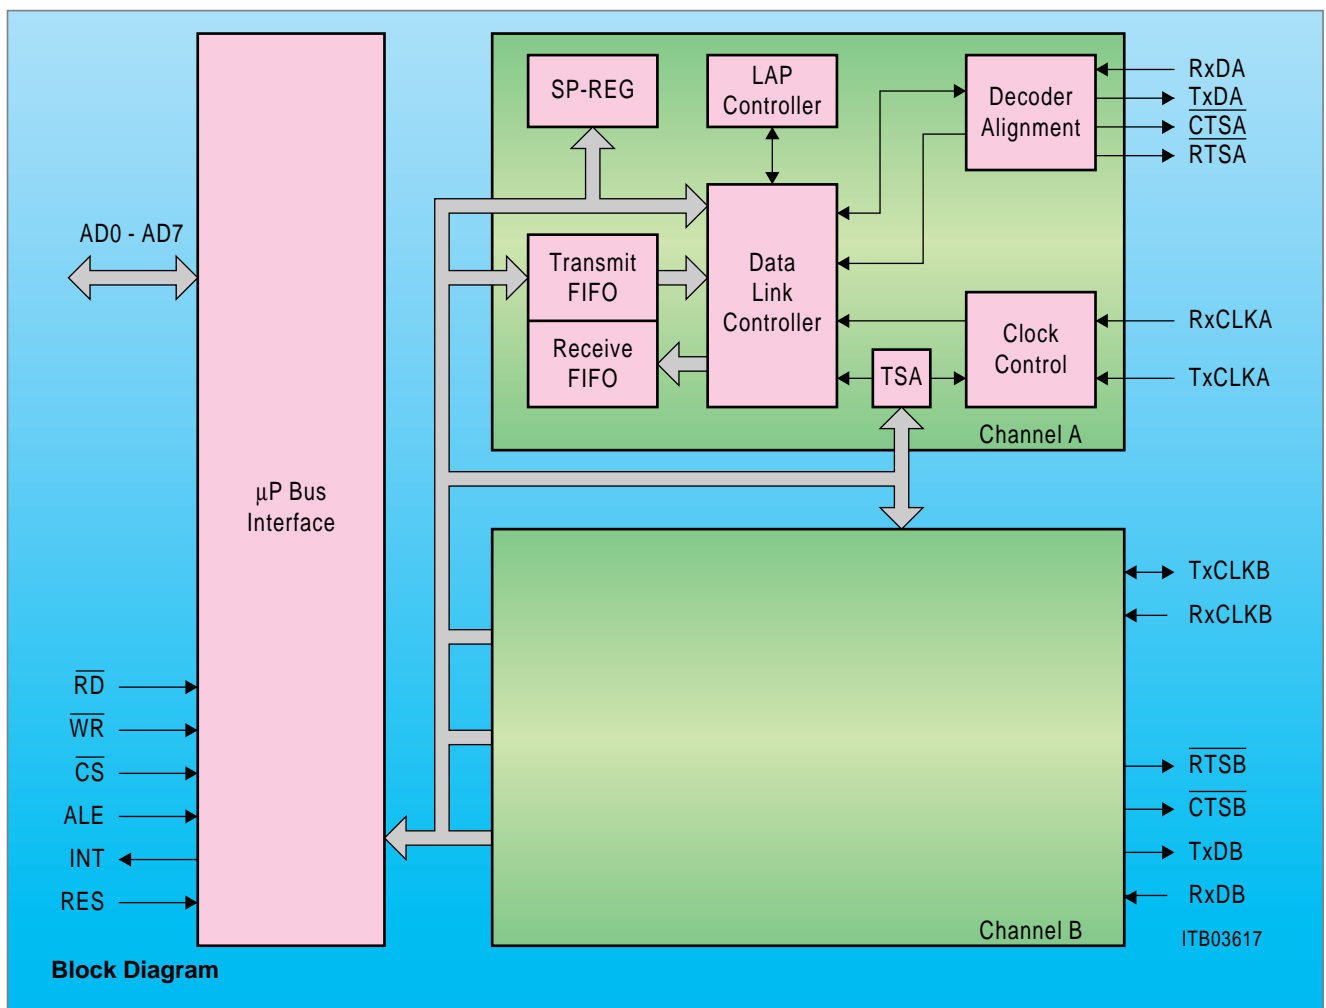 SP-REG
LAP
Controller
Decoder
Alignment
RxDA
TxDA
CTSA
RTSA
AD0 - AD7
Transmit
FIFO
Receive
FIFO
Data
Link
Controller
TSA
Clock
Control
RxCLKA
TxCLKA
Channel A
µP Bus
Interface
RD
WR
CS
ALE
INT
RES
TxCLKB
RxCLKB
RTSB
CTSB
TxDB
RxDB
Channel B
ITB03617
Block Diagram